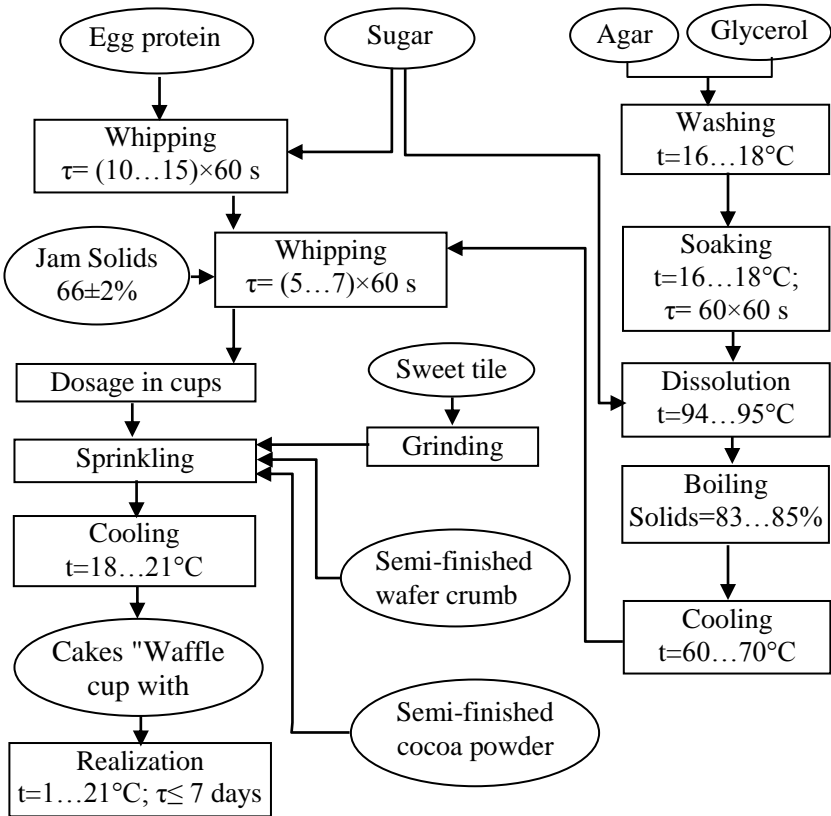 Egg protein
Sugar
Agar
Glycerol
Whipping
τ= (10…15)×60 s
Washing
t=16…18°C
Jam Solids
66±2%
Whipping
τ= (5…7)×60 s
Soaking
t=16…18°C;
τ= 60×60 s
Dosage in cups
Sweet tile
Dissolution
t=94…95°C
Sprinkling
Grinding
Boiling
Solids=83…85%
Cooling
t=18…21°C
Semi-finished
wafer crumb
Cooling
t=60…70°C
Cakes "Waffle
cup with
Semi-finished
cocoa powder
Realization
t=1…21°C; τ≤ 7 days